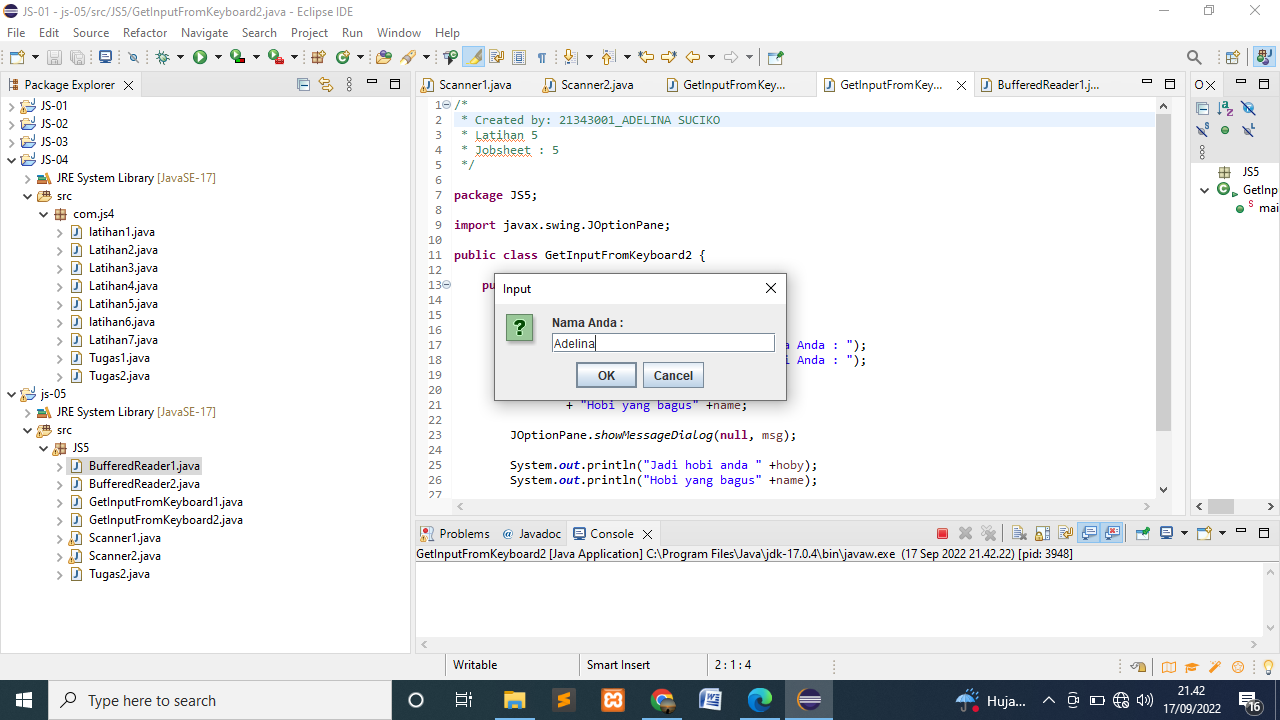 JS-01 - js-05/src/JS5/GetInputFromKeyboard2.java - Eclipse IDE
File Edit Source Refactor Navigate Search Project Run Window Help
Package Explorer
JS-01
JS-02
JS-03
JS-04
JRE System Library [JavaSE-17]
src
com.js4
latihan1.java
Latihan2.java
Latihan3.java
Latihan4.java
Latihan5.java
latihan6.java
Latihan7.java
Tugas1.java
Tugas2.java
js-05
JRE System Library [JavaSE-17]
src
JS5
BufferedReader1.java
BufferedReader2.java
GetInputFromKeyboard1.java
GetInputFromKeyboard2.java
Scanner1.java
Scanner2.java
Tugas2.java
Scanner1.java Scanner2.java GetInputFromKey... GetInputFromKey... BufferedReader1.j...
1 /*
2 * Created by: 21343001_ADELINA SUCIKO
3 * Latihan 5
4 * Jobsheet : 5
5 */
6
7 package JS5;
8
9 import javax.swing.JOptionPane;
10
11 public class GetInputFromKeyboard2 {
12
13 pu
14
15
16
17 a Anda : ");
18 i Anda : ");
19
20
21 + "Hobi yang bagus" +name;
22
23 JOptionPane.showMessageDialog(null, msg);
24
25 System.out.println("Jadi hobi anda " +hoby);
26 System.out.println("Hobi yang bagus" +name);
27
Input
Nama Anda :
Adelina
OK Cancel
O
JS5
GetInp
mai
Problems Javadoc Console
GetInputFromKeyboard2 [Java Application] C:\Program Files\Java\jdk-17.0.4\bin\javaw.exe (17 Sep 2022 21.42.22) [pid: 3948]
Writable Smart Insert 2 : 1 : 4
Type here to search
Huja...
21.42
17/09/2022
16